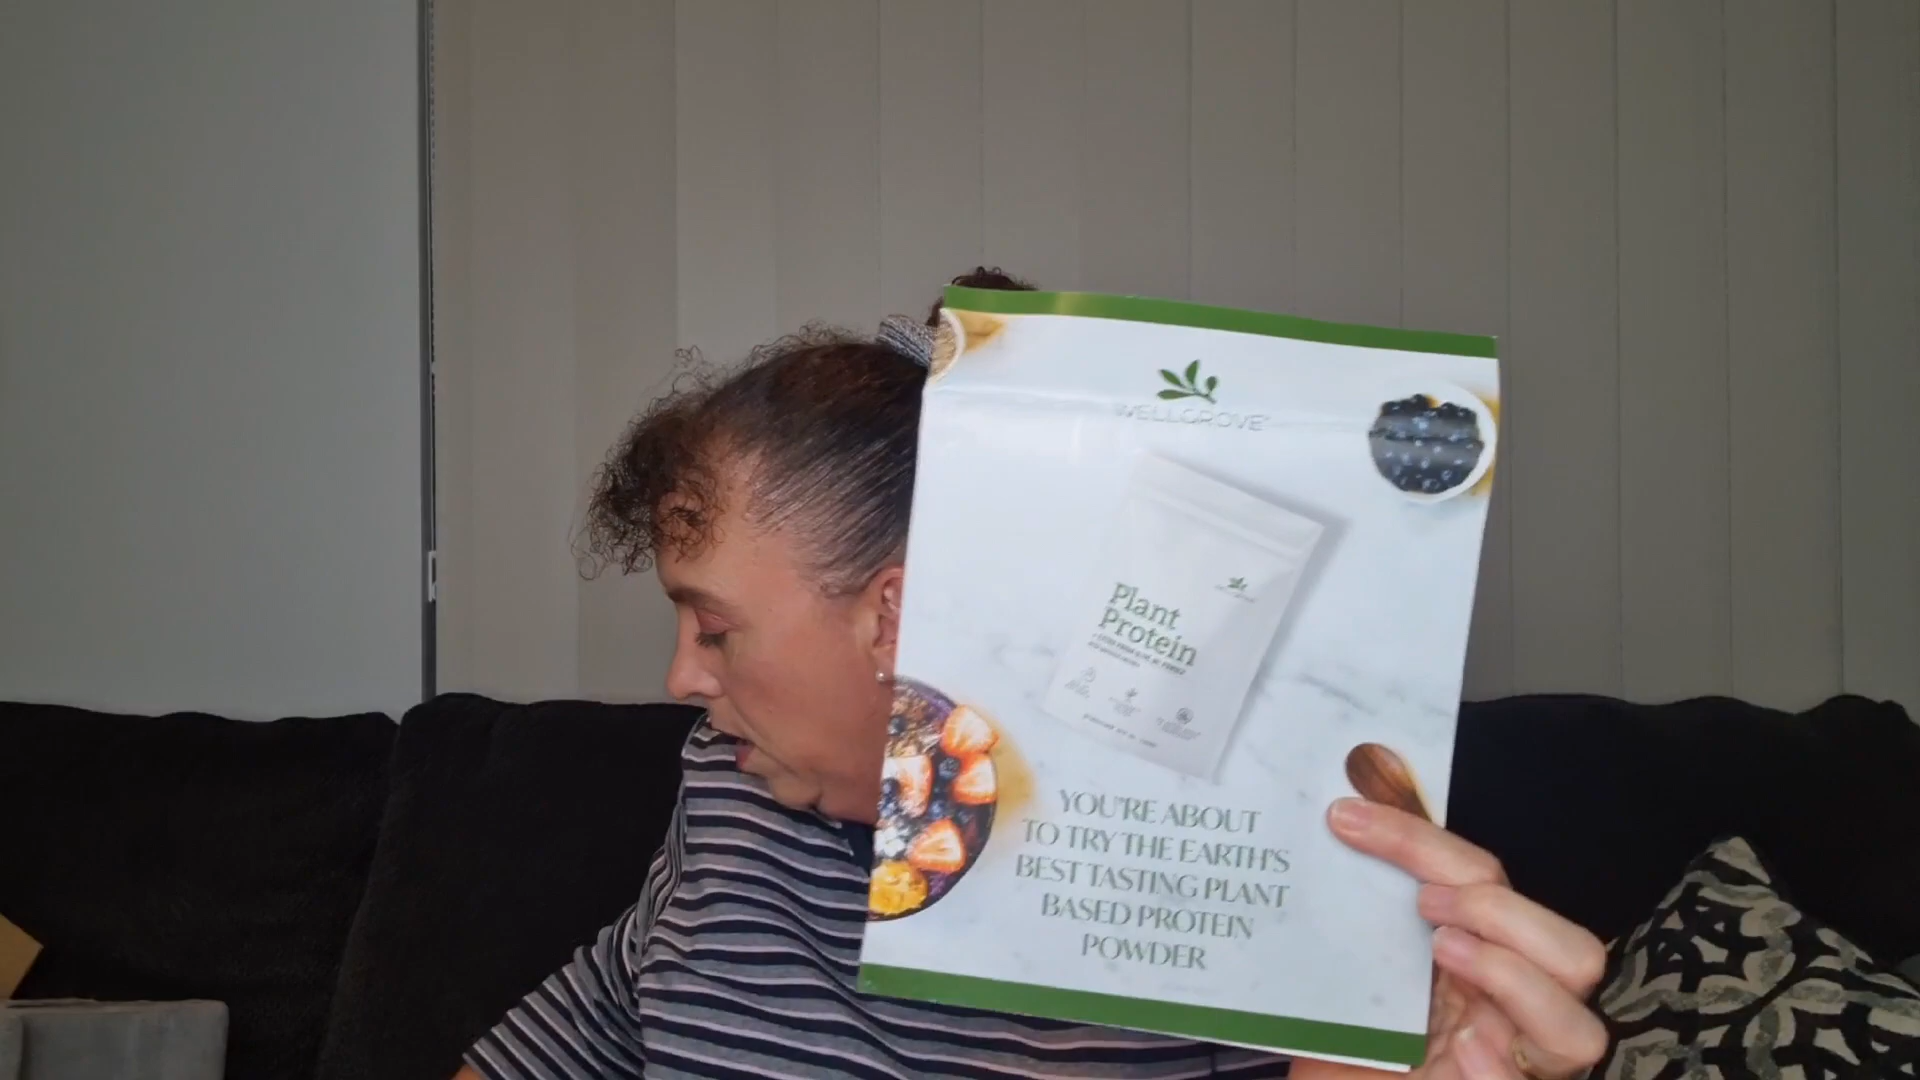 WELLGROVE
Plant
Protein
YOU'RE ABOUT
TO TRY THE EARTH'S
BEST TASTING PLANT
BASED PROTEIN
POWDER